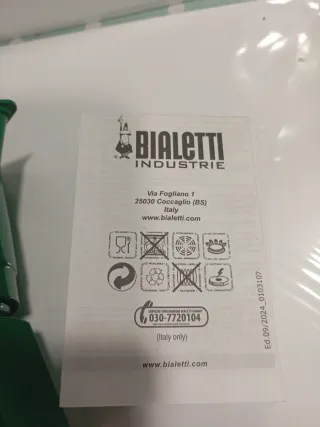 BIALETTI
INDUSTRIE
Via Fogliano 1
25030 Coccaglio (BS)
Italy
www.bialetti.com
030-7720104
(Italy only)
www.bialetti.com
Ed.09/2024_0103107